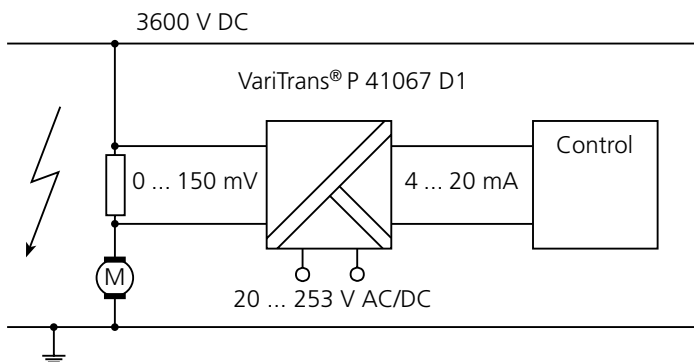 3600 V DC
VariTrans® P 41067 D1
Control
0 ... 150 mV
4 ... 20 mA
M
20 ... 253 V AC/DC